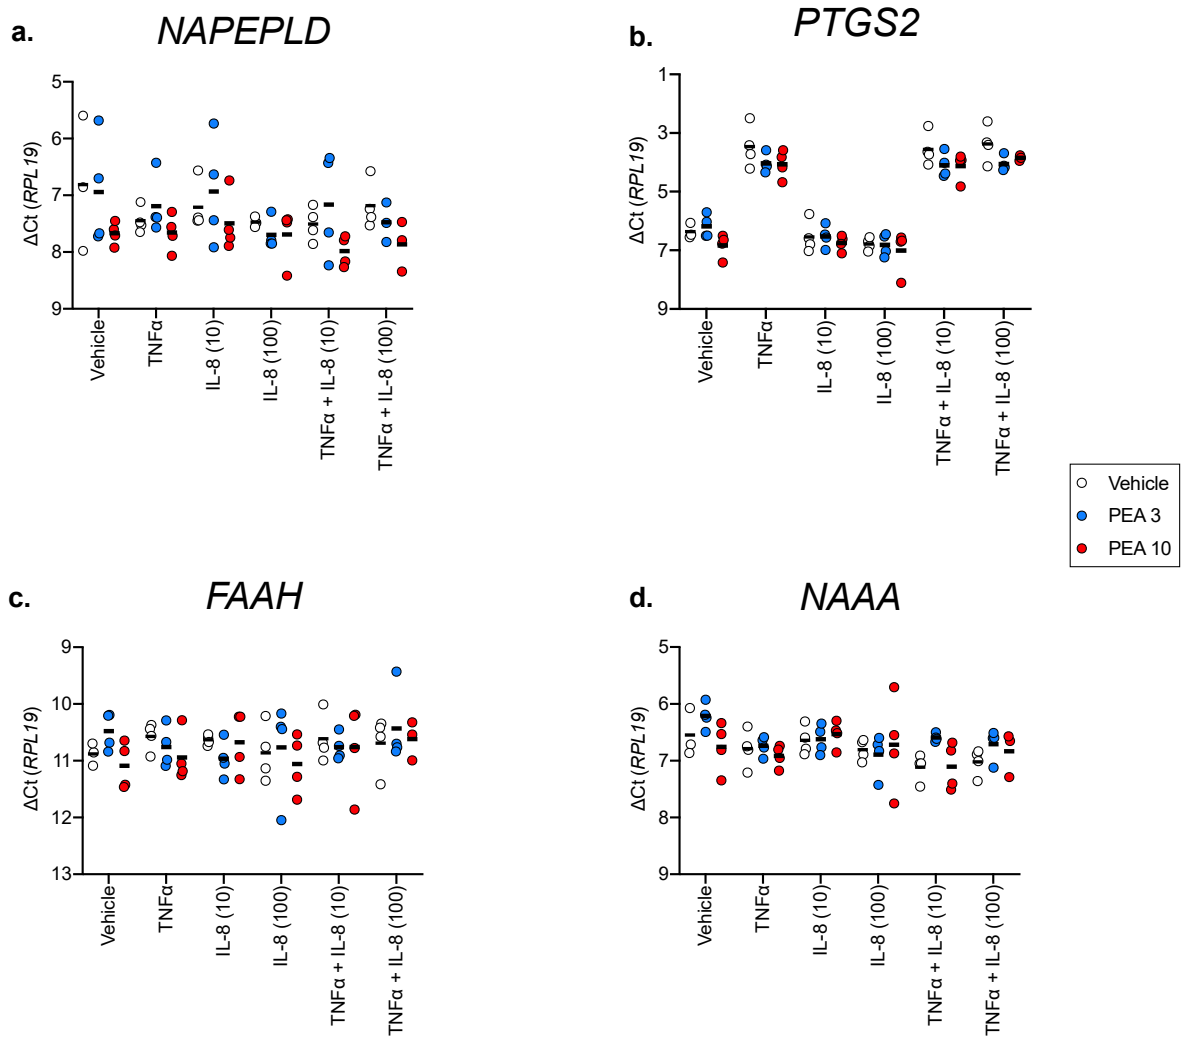 a.
NAPEPLD
ΔCt (RPL19)
5
6
7
8
9
Vehicle
TNFα
IL-8 (10)
IL-8 (100)
TNFα + IL-8 (10)
TNFα + IL-8 (100)
b.
PTGS2
ΔCt (RPL19)
1
3
5
7
9
Vehicle
TNFα
IL-8 (10)
IL-8 (100)
TNFα + IL-8 (10)
TNFα + IL-8 (100)
Vehicle
PEA 3
PEA 10
c.
FAAH
ΔCt (RPL19)
9
10
11
12
13
Vehicle
TNFα
IL-8 (10)
IL-8 (100)
TNFα + IL-8 (10)
TNFα + IL-8 (100)
d.
NAAA
ΔCt (RPL19)
5
6
7
8
9
Vehicle
TNFα
IL-8 (10)
IL-8 (100)
TNFα + IL-8 (10)
TNFα + IL-8 (100)